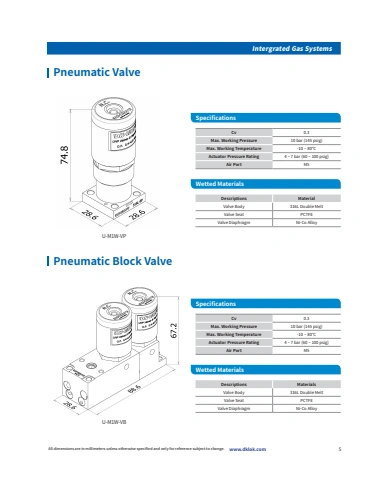 Intergrated Gas Systems
Pneumatic Valve
74.8
28.6
28.6
U-M1W-VP
Specifications
Cv 0.3
Max. Working Pressure 10 bar (145 psig)
Max. Working Temperature -10 ~ 80℃
Actuator Pressure Rating 4 ~ 7 bar (60 ~ 100 psig)
Air Port M5
Wetted Materials
Descriptions Material
Valve Body 316L Double Melt
Valve Seat PCTFE
Valve Diaphragm Ni-Co Alloy
Pneumatic Block Valve
67.2
88.6
28.6
U-M1W-VB
Specifications
Cv 0.3
Max. Working Pressure 10 bar (145 psig)
Max. Working Temperature -10 ~ 80℃
Actuator Pressure Rating 4 ~ 7 bar (60 ~ 100 psig)
Air Port M5
Wetted Materials
Descriptions Materials
Valve Body 316L Double Melt
Valve Seat PCTFE
Valve Diaphragm Ni-Co Alloy
All dimensions are in millimeters unless otherwise specified and only for reference subject to change. www.dklok.com 5